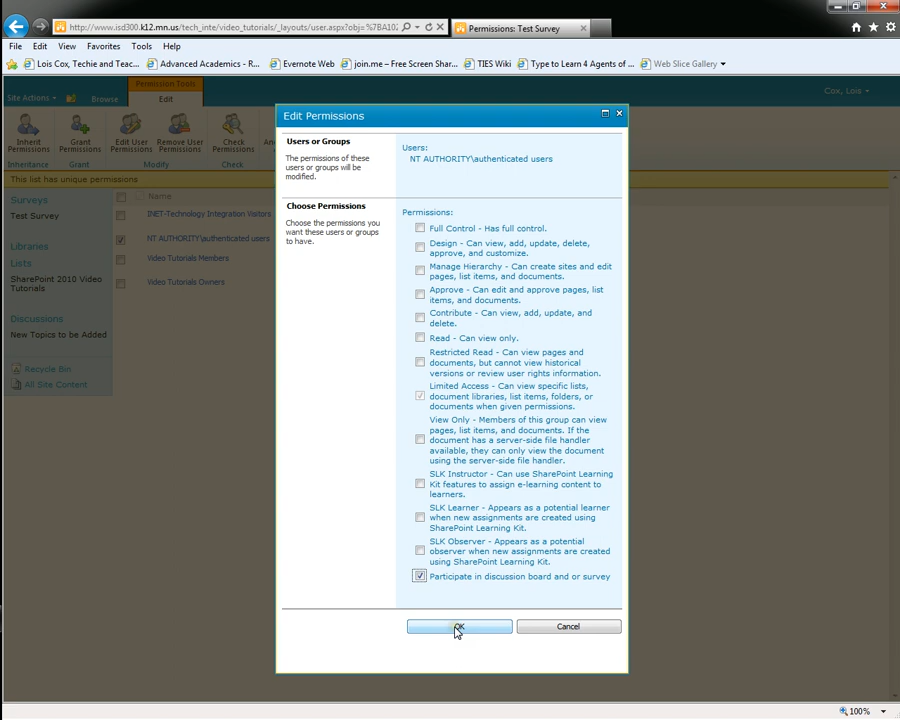 http://www.isd300.k12.mn.us/tech_inte/video_tutorials/_layouts/user.aspx?obj=%7BA10
Permissions: Test Survey
File Edit View Favorites Tools Help
Lois Cox, Techie and Teac... Advanced Academics - R... Evernote Web join.me – Free Screen Shar... TIES Wiki Type to Learn 4 Agents of ... Web Slice Gallery
Permission Tools
Site Actions Browse Edit
Cox, Lois
Inherit Permissions
Grant Permissions
Edit User Permissions
Remove User Permissions
Check Permissions
Inheritance Grant Modify Check
This list has unique permissions
Surveys
Test Survey
Libraries
Lists
SharePoint 2010 Video
Tutorials
Discussions
New Topics to be Added
Recycle Bin
All Site Content
Name
INET-Technology Integration Visitors
NT AUTHORITY\authenticated users
Video Tutorials Members
Video Tutorials Owners
Edit Permissions
Users or Groups
The permissions of these
users or groups will be
modified.
Users:
NT AUTHORITY\authenticated users
Choose Permissions
Choose the permissions you
want these users or groups
to have.
Permissions:
Full Control - Has full control.
Design - Can view, add, update, delete,
approve, and customize.
Manage Hierarchy - Can create sites and edit
pages, list items, and documents.
Approve - Can edit and approve pages, list
items, and documents.
Contribute - Can view, add, update, and
delete.
Read - Can view only.
Restricted Read - Can view pages and
documents, but cannot view historical
versions or review user rights information.
Limited Access - Can view specific lists,
document libraries, list items, folders, or
documents when given permissions.
View Only - Members of this group can view
pages, list items, and documents. If the
document has a server-side file handler
available, they can only view the document
using the server-side file handler.
SLK Instructor - Can use SharePoint Learning
Kit features to assign e-learning content to
learners.
SLK Learner - Appears as a potential learner
when new assignments are created using
SharePoint Learning Kit.
SLK Observer - Appears as a potential
observer when new assignments are created
using SharePoint Learning Kit.
Participate in discussion board and or survey
OK Cancel
100%